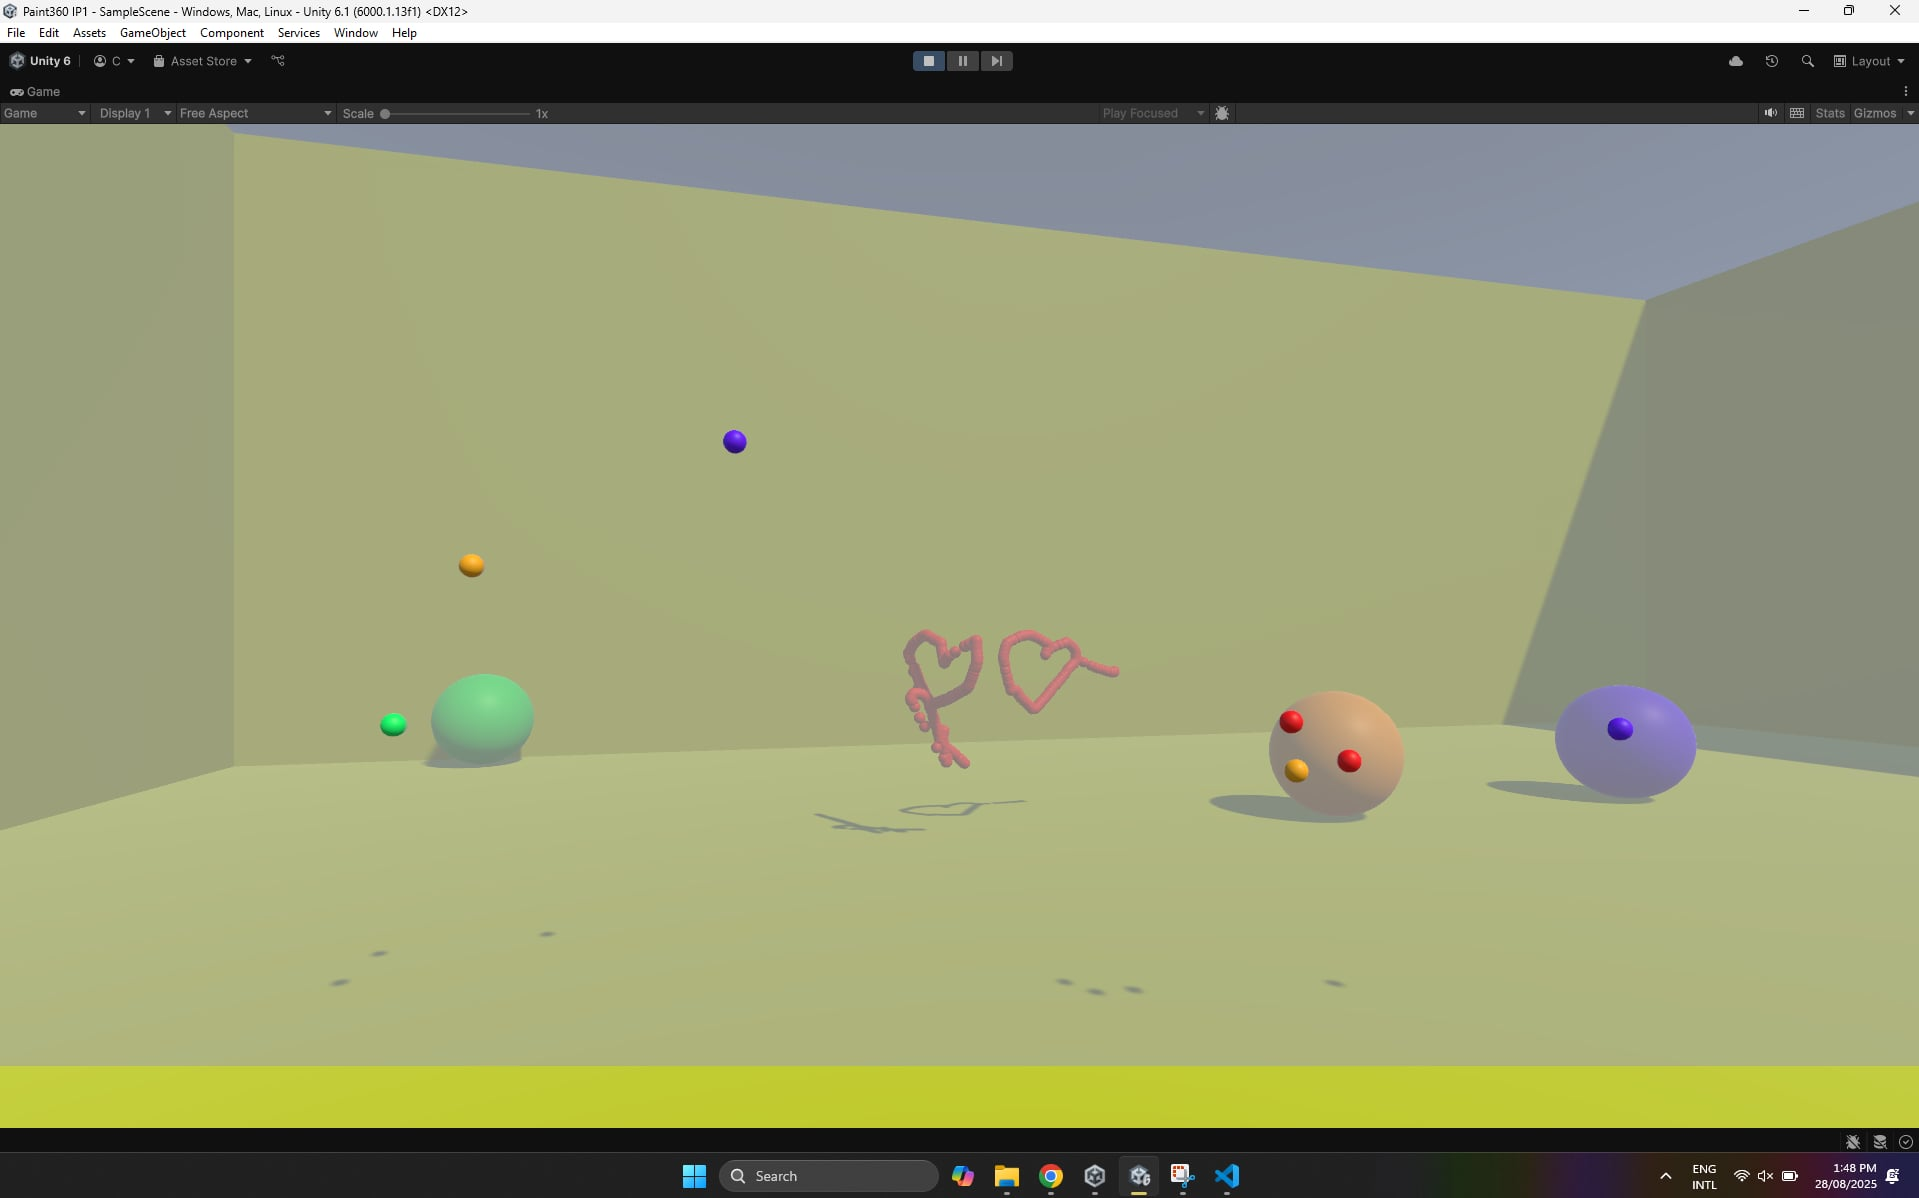 Paint360 IP1 - SampleScene - Windows, Mac, Linux - Unity 6.1 (6000.1.13f1) <DX12>
File Edit Assets GameObject Component Services Window Help
Unity 6 C Asset Store Layout
Game
Game Display 1 Free Aspect Scale 1x Play Focused Stats Gizmos
Search ENG INTL 1:48 PM 28/08/2025